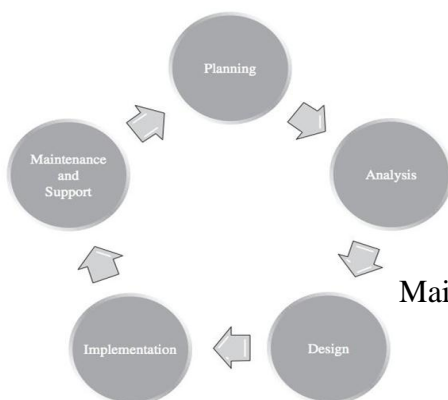 Planning
Analysis
Design
Implementation
Maintenance
and
Support
Mai